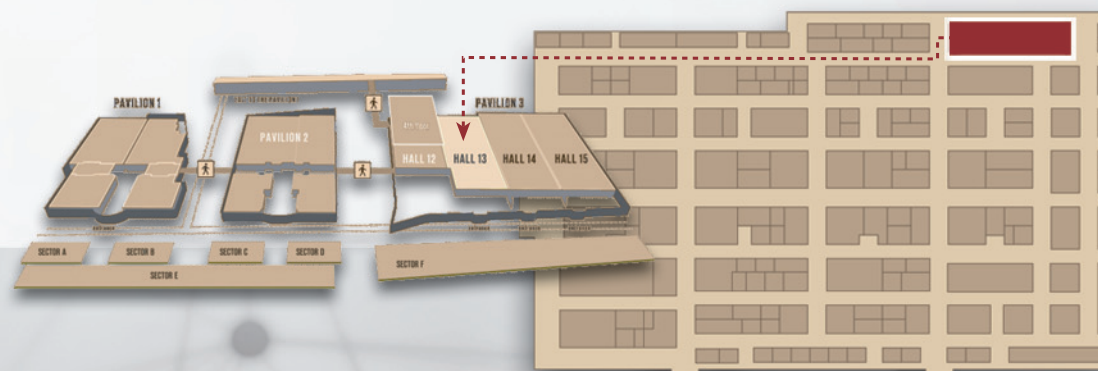 PAVILION 1
PAVILION 2
PAVILION 3
HALL 12
HALL 13
HALL 14
HALL 15
SECTOR A
SECTOR B
SECTOR C
SECTOR D
SECTOR E
SECTOR F